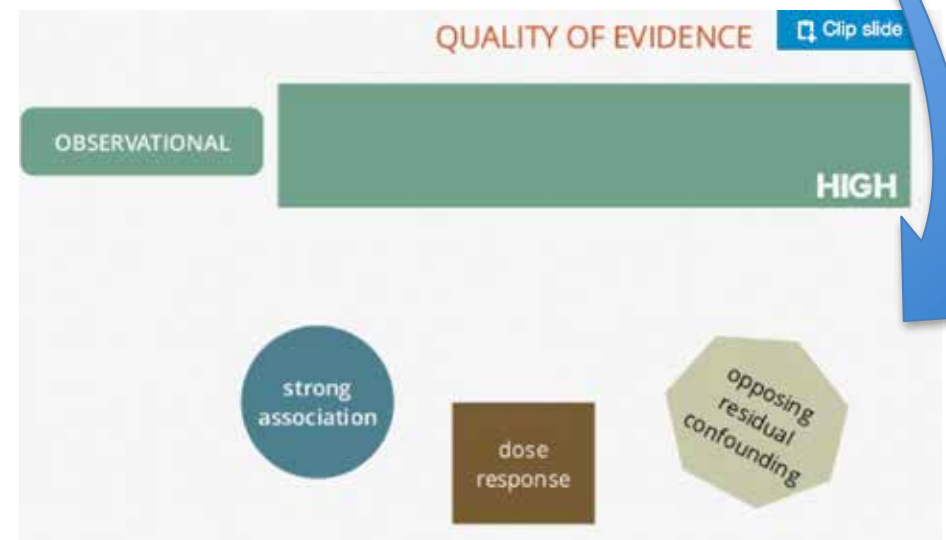 QUALITY OF EVIDENCE
Clip slide
OBSERVATIONAL
HIGH
strong
association
dose
response
opposing
residual
confounding